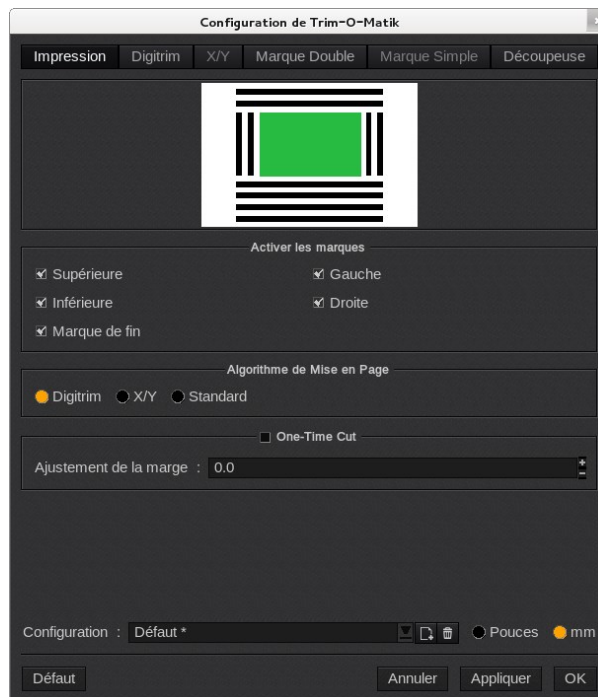 Configuration de Trim-O-Matik
Impression Digitrim X/Y Marque Double Marque Simple Découpeuse
Activer les marques
Supérieure Gauche
Inférieure Droite
Marque de fin
Algorithme de Mise en Page
Digitrim X/Y Standard
One-Time Cut
Ajustement de la marge : 0.0
Configuration : Défaut * Pouces mm
Défaut Annuler Appliquer OK